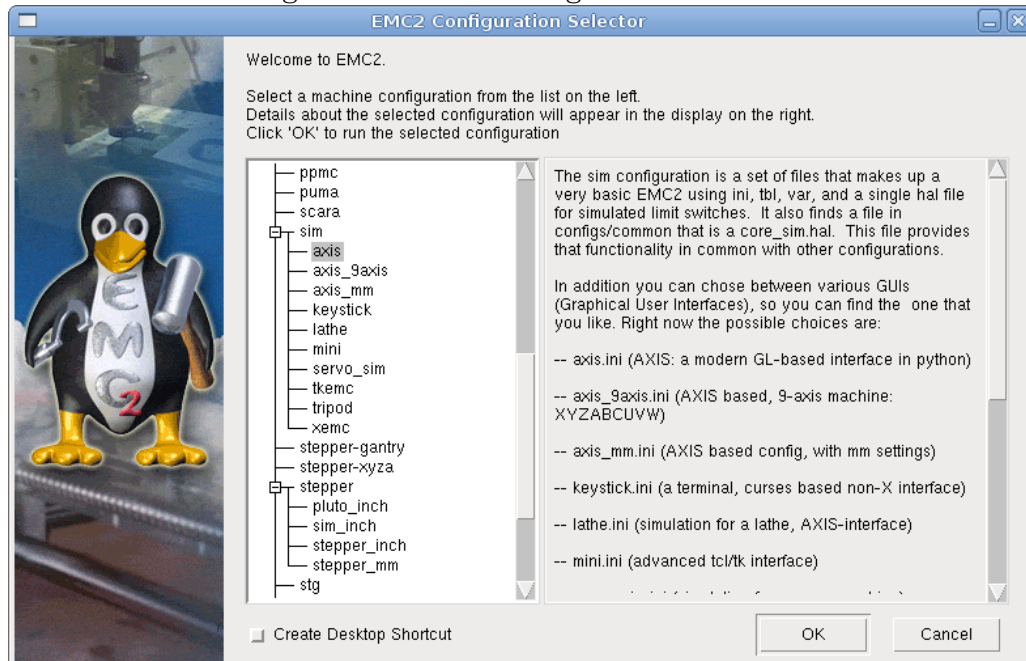 EMC2 Configuration Selector
Welcome to EMC2.
Select a machine configuration from the list on the left.
Details about the selected configuration will appear in the display on the right.
Click 'OK' to run the selected configuration
ppmc
puma
scara
sim
axis
axis_9axis
axis_mm
keystick
lathe
mini
servo_sim
tkemc
tripod
xemc
stepper-gantry
stepper-xyza
stepper
pluto_inch
sim_inch
stepper_inch
stepper_mm
stg
The sim configuration is a set of files that makes up a
very basic EMC2 using ini, tbl, var, and a single hal file
for simulated limit switches. It also finds a file in
configs/common that is a core_sim.hal. This file provides
that functionality in common with other configurations.
In addition you can chose between various GUIs
(Graphical User Interfaces), so you can find the one that
you like. Right now the possible choices are:
-- axis.ini (AXIS: a modern GL-based interface in python)
-- axis_9axis.ini (AXIS based, 9-axis machine:
XYZABCUVW)
-- axis_mm.ini (AXIS based config, with mm settings)
-- keystick.ini (a terminal, curses based non-X interface)
-- lathe.ini (simulation for a lathe, AXIS-interface)
-- mini.ini (advanced tcl/tk interface)
EMC2
Create Desktop Shortcut
OK
Cancel